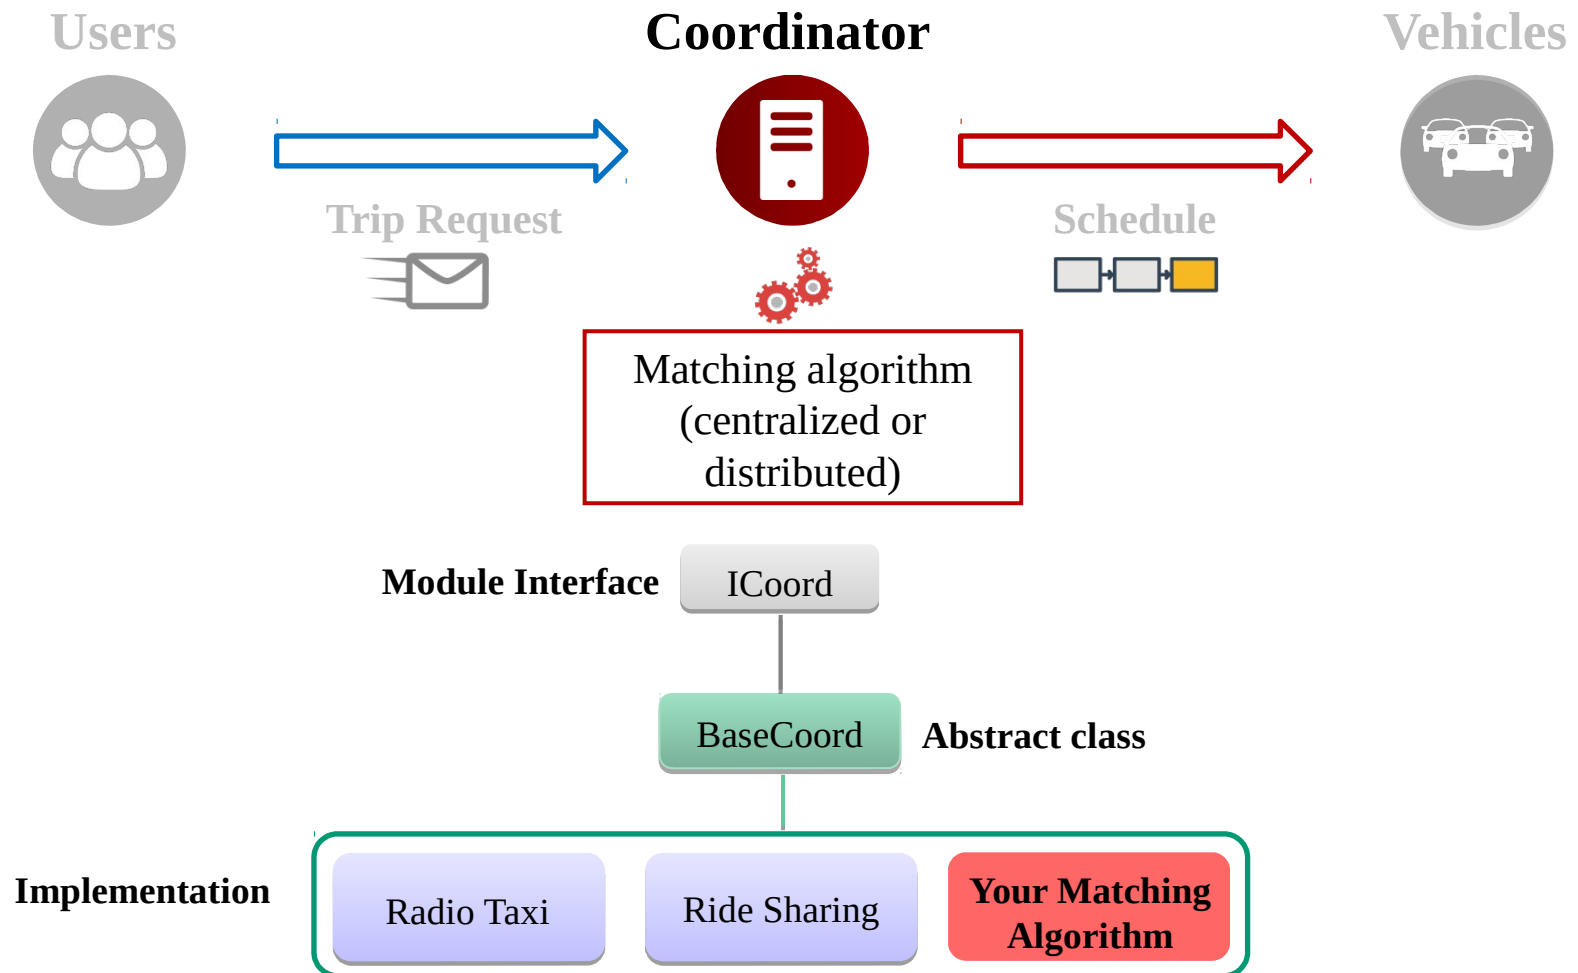 Users
Coordinator
Vehicles
Trip Request
Schedule
Matching algorithm
(centralized or
distributed)
Module Interface
ICoord
BaseCoord
Abstract class
Implementation
Radio Taxi
Ride Sharing
Your Matching
Algorithm